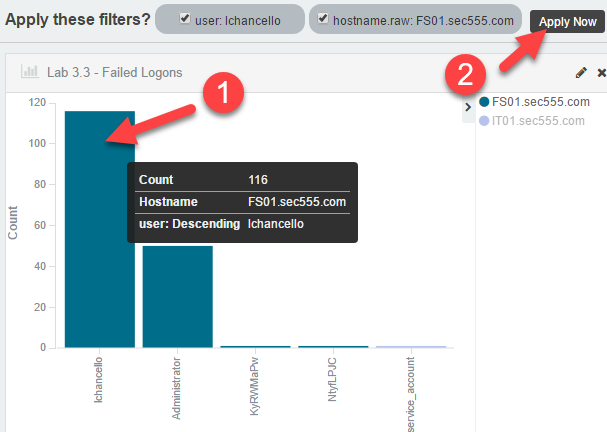 Apply these filters? user: lchancello hostname.raw: FS01.sec555.com Apply Now
1
2
Lab 3.3 - Failed Logons
FS01.sec555.com
IT01.sec555.com
Count 116
Hostname FS01.sec555.com
user: Descending lchancello
Count
120
100
80
60
40
20
0
lchancello
Administrator
KyRWMaPw
NtyfLPJC
service_account